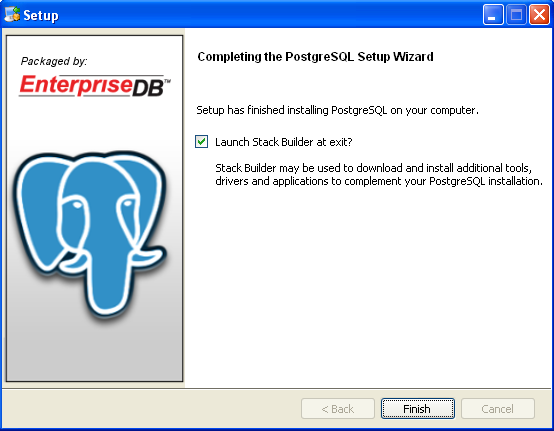 Setup
Packaged by:
EnterpriseDB™
Completing the PostgreSQL Setup Wizard
Setup has finished installing PostgreSQL on your computer.
Launch Stack Builder at exit?
Stack Builder may be used to download and install additional tools,
drivers and applications to complement your PostgreSQL installation.
< Back
Finish
Cancel